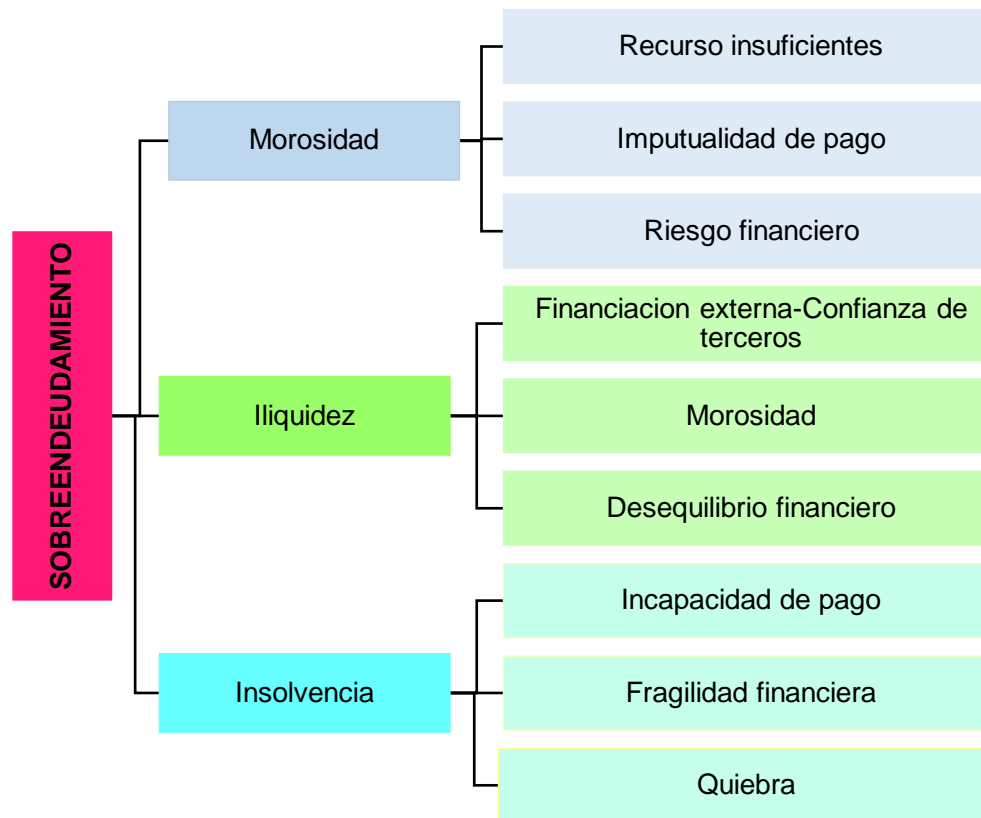 SOBREENDEUDAMIENTO
Morosidad
Recurso insuficientes
Imputualidad de pago
Riesgo financiero
Iliquidez
Financiacion externa-Confianza de
terceros
Morosidad
Desequilibrio financiero
Insolvencia
Incapacidad de pago
Fragilidad financiera
Quiebra